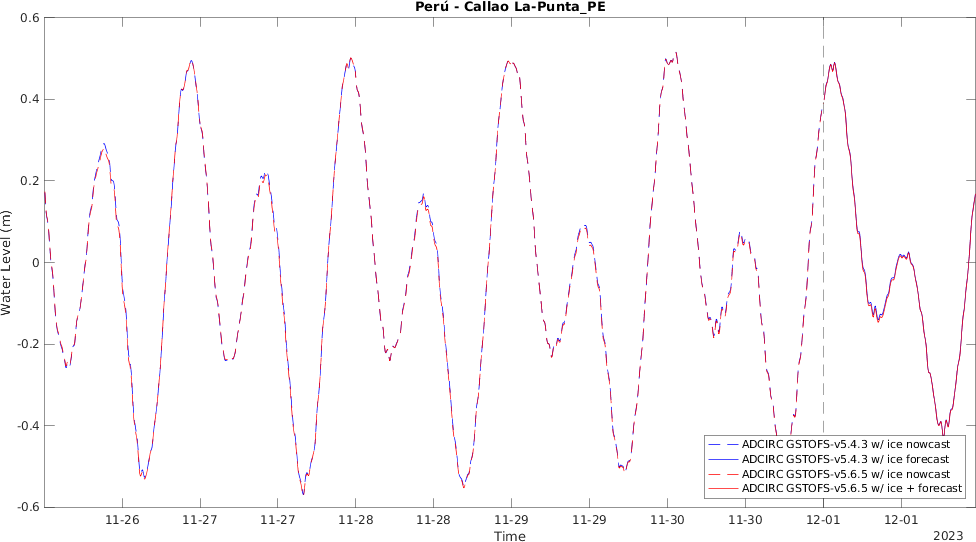 Perú - Callao La-Punta_PE
0.6
0.4
0.2
0
-0.2
-0.4
-0.6
Water Level (m)
ADCIRC GSTOFS-v5.4.3 w/ ice nowcast
ADCIRC GSTOFS-v5.4.3 w/ ice forecast
ADCIRC GSTOFS-v5.6.5 w/ ice nowcast
ADCIRC GSTOFS-v5.6.5 w/ ice + forecast
11-26 11-27 11-27 11-28 11-28 11-29 11-29 11-30 11-30 12-01 12-01
Time
2023